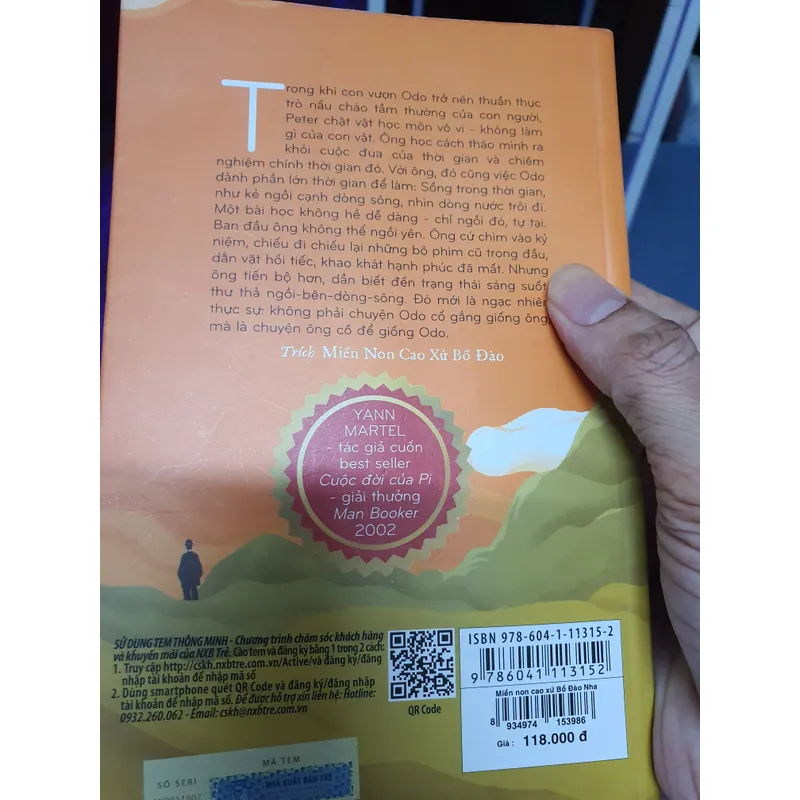 Trong khi con vượn Odo trở nên thuần thục
trò nấu cháo tầm thường của con người,
Peter chật vật học môn vô vi - không làm
gì của con vật. Ông học cách tháo mình ra
khỏi cuộc đua của thời gian và chiêm
nghiệm chính thời gian đó. Với ông, đó cũng việc Odo
dành phần lớn thời gian để làm: Sống trong thời gian,
như kẻ ngồi cạnh dòng sông, nhìn dòng nước trôi đi.
Một bài học không hề dễ dàng - chỉ ngồi đó, tự tại.
Ban đầu ông không thể ngồi yên. Ông cứ chìm vào ký
niệm, chiếu đi chiếu lại những bộ phim cũ trong đầu,
dằn vặt hối tiếc, khao khát hạnh phúc đã mất. Nhưng
ông tiến bộ hơn, dần biết đến trạng thái sáng suốt
thư thả ngồi-bên-dòng-sông. Đó mới là ngạc nhiên
thực sự: không phải chuyện Odo cố gắng giống ông,
mà là chuyện ông cố để giống Odo.
Trích Miền Non Cao Xứ Bồ Đào
YANN
MARTEL
- tác giả cuốn
best seller
Cuộc đời của Pi
- giải thưởng
Man Booker
2002
SỬ DỤNG TEM THÔNG MINH - Chương trình chăm sóc khách hàng
và khuyến mãi của NXB Trẻ. Cào tem và đăng ký bằng 1 trong 2 cách:
1. Truy cập http://cskh.nxbtre.com.vn/Active/và đăng ký/đăng
nhập tài khoản để nhập mã số
2. Dùng smartphone quét QR Code và đăng ký/đăng nhập
tài khoản để nhập mã số. Để được hỗ trợ xin liên hệ: Hotline:
0932.260.062 - Email: cskh@nxbtre.com.vn
QR Code
ISBN 978-604-1-11315-2
9 786041 113152
Miền non cao xứ Bồ Đào Nha
8 934974 153986
Giá : 118.000 đ
MÃ TEM
SỐ SERI
NHÀ XUẤT BẢN TRẺ